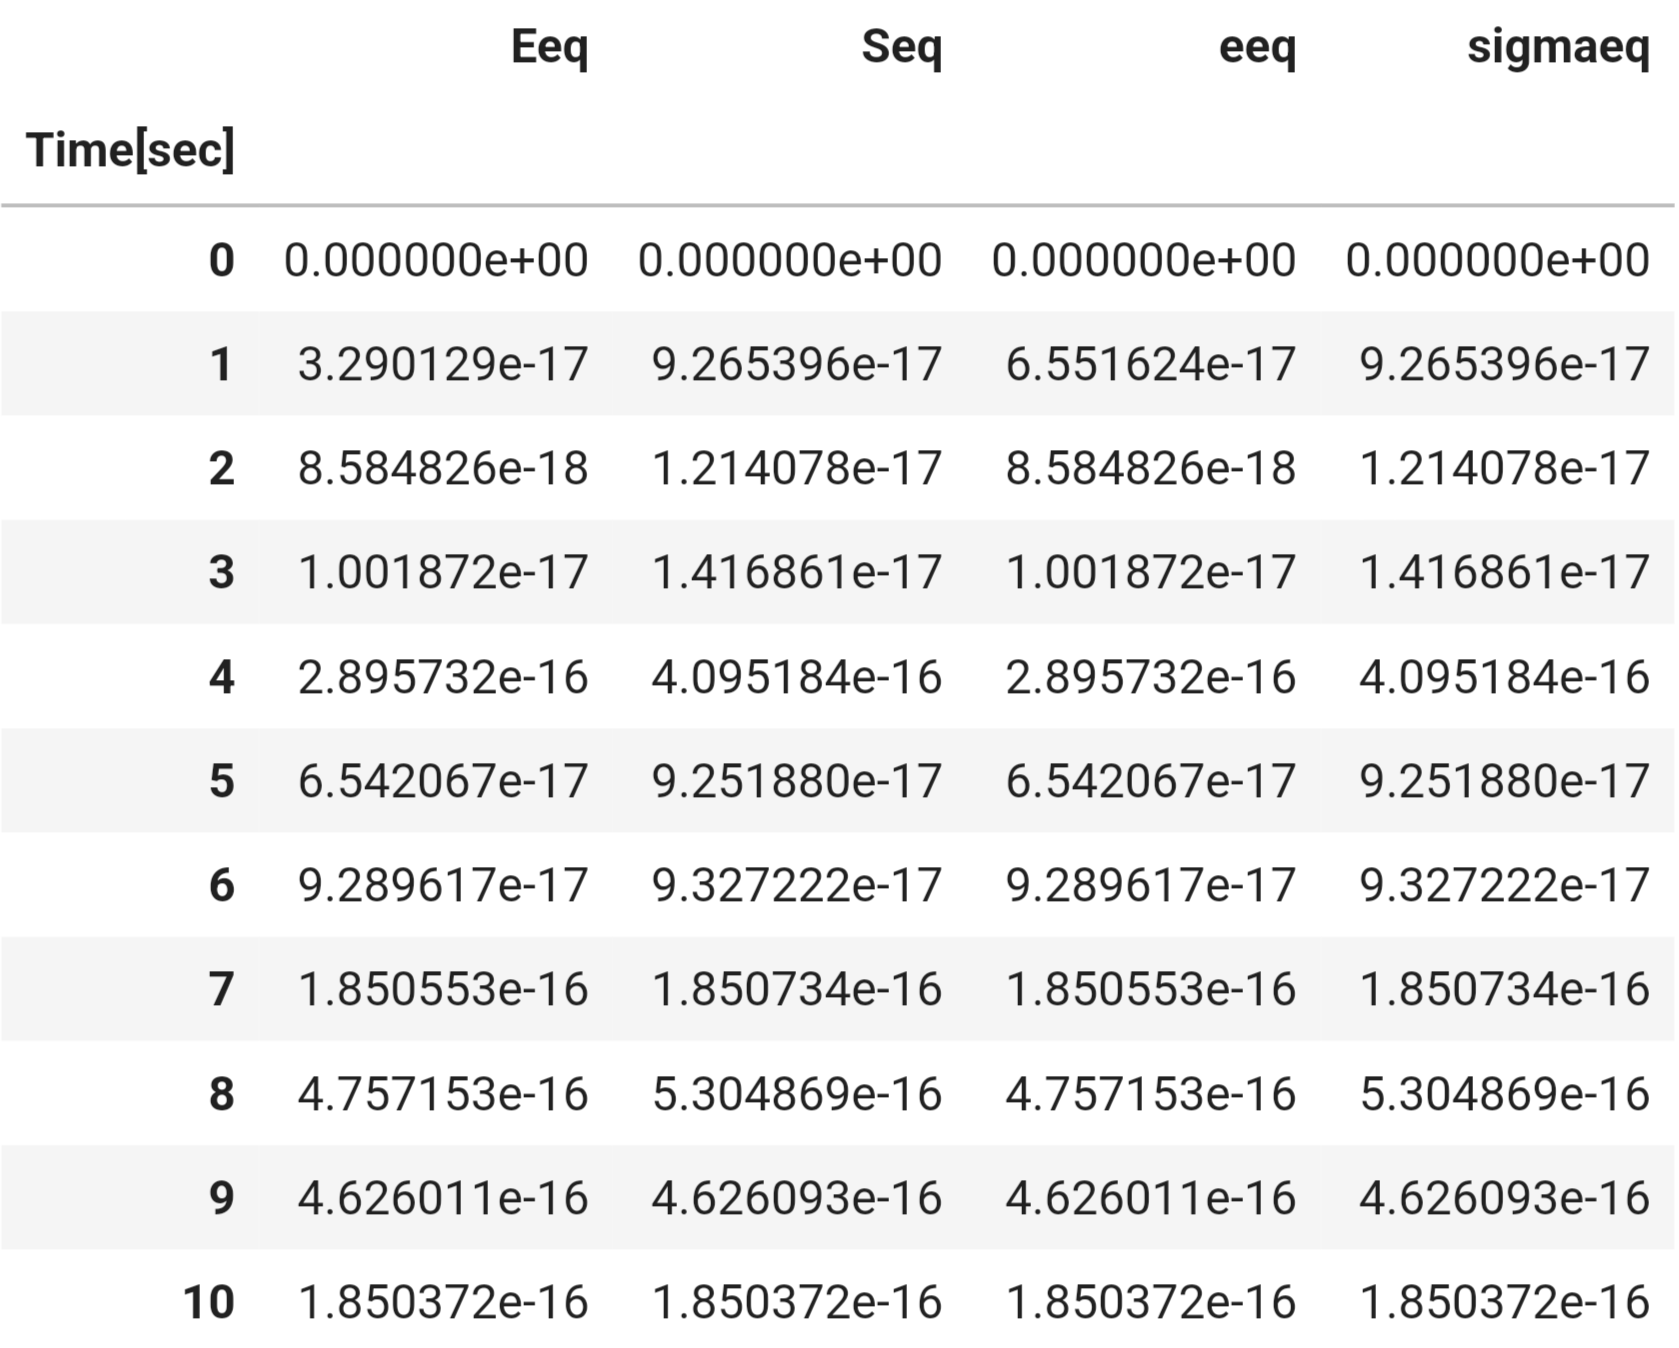 Eeq Seq eeq sigmaeq
Time[sec]
0 0.000000e+00 0.000000e+00 0.000000e+00 0.000000e+00
1 3.290129e-17 9.265396e-17 6.551624e-17 9.265396e-17
2 8.584826e-18 1.214078e-17 8.584826e-18 1.214078e-17
3 1.001872e-17 1.416861e-17 1.001872e-17 1.416861e-17
4 2.895732e-16 4.095184e-16 2.895732e-16 4.095184e-16
5 6.542067e-17 9.251880e-17 6.542067e-17 9.251880e-17
6 9.289617e-17 9.327222e-17 9.289617e-17 9.327222e-17
7 1.850553e-16 1.850734e-16 1.850553e-16 1.850734e-16
8 4.757153e-16 5.304869e-16 4.757153e-16 5.304869e-16
9 4.626011e-16 4.626093e-16 4.626011e-16 4.626093e-16
10 1.850372e-16 1.850372e-16 1.850372e-16 1.850372e-16